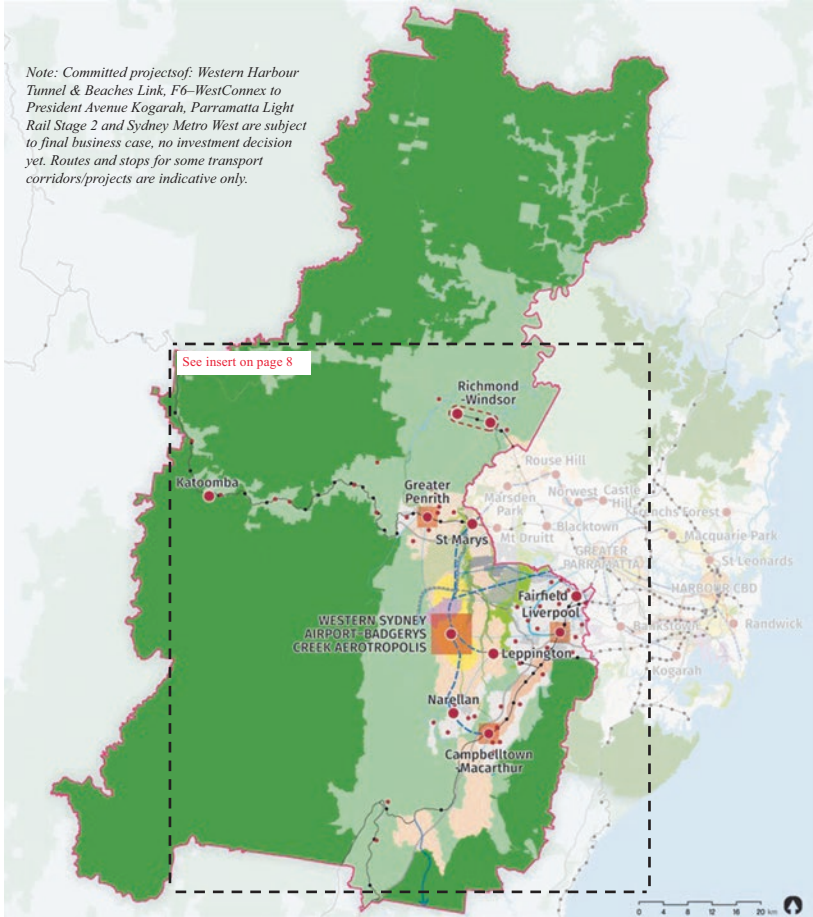 Note: Committed projectsof: Western Harbour
Tunnel & Beaches Link, F6–WestConnex to
President Avenue Kogarah, Parramatta Light
Rail Stage 2 and Sydney Metro West are subject
to final business case, no investment decision
yet. Routes and stops for some transport
corridors/projects are indicative only.
See insert on page 8
Richmond
-Windsor
Rouse Hill
Katoomba
Greater
Penrith
Marsden
Park
Norwest
Castle
Hill
Frenchs Forest
St Marys
Mt Druitt
Blacktown
Macquarie Park
GREATER
PARRAMATTA
St Leonards
HARBOUR CBD
Fairfield
Liverpool
WESTERN SYDNEY
AIRPORT-BADGERYS
CREEK AEROTROPOLIS
Bankstown
Randwick
Leppington
Kogarah
Narellan
Campbelltown
-Macarthur
0 4 8 12 16 20 km